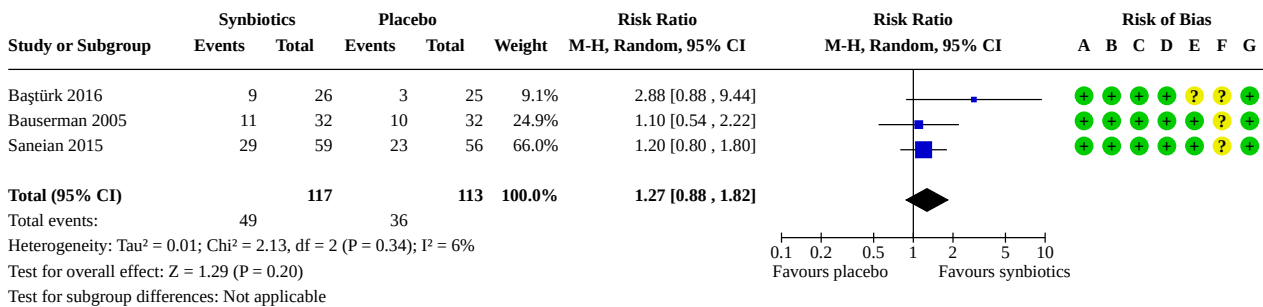 Synbiotics Placebo Risk Ratio Risk Ratio Risk of Bias
Study or Subgroup Events Total Events Total Weight M-H, Random, 95% CI M-H, Random, 95% CI A B C D E F G
Baştürk 2016 9 26 3 25 9.1% 2.88 [0.88 , 9.44] + + + + ? ? +
Bauserman 2005 11 32 10 32 24.9% 1.10 [0.54 , 2.22] + + + + + ? +
Saneian 2015 29 59 23 56 66.0% 1.20 [0.80 , 1.80] + + + + + ? +
Total (95% CI) 117 113 100.0% 1.27 [0.88 , 1.82]
Total events: 49 36
Heterogeneity: Tau² = 0.01; Chi² = 2.13, df = 2 (P = 0.34); I² = 6%
0.1 0.2 0.5 1 2 5 10
Test for overall effect: Z = 1.29 (P = 0.20) Favours placebo Favours synbiotics
Test for subgroup differences: Not applicable